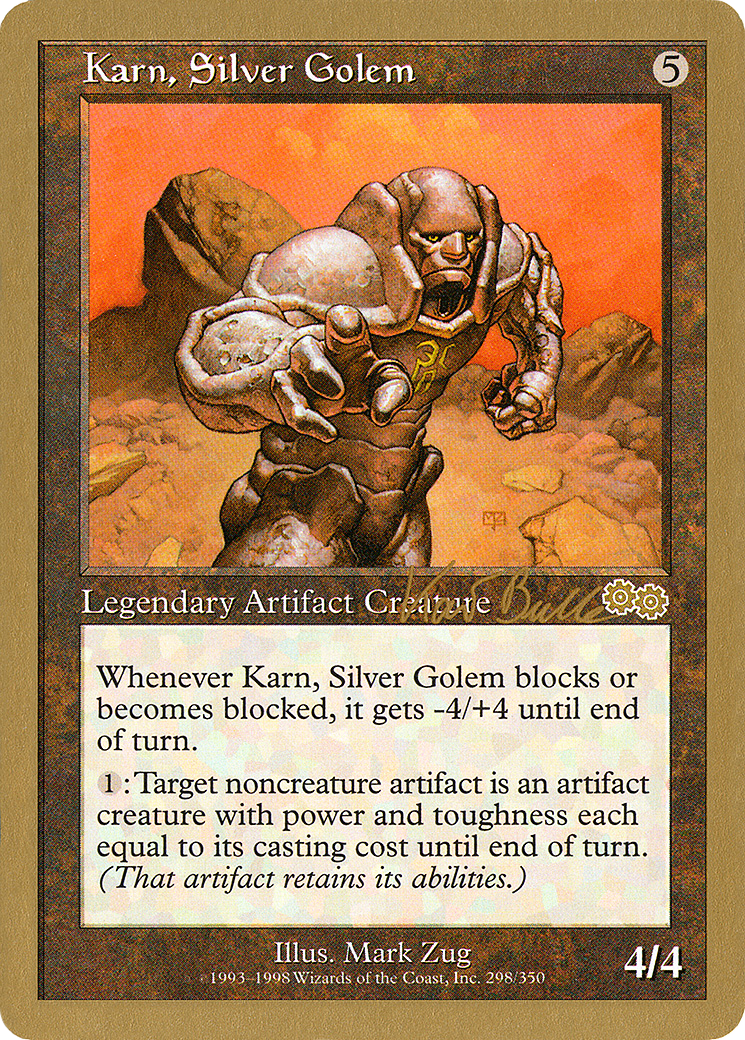 Karn, Silver Golem 5
Legendary Artifact Creature
Whenever Karn, Silver Golem blocks or
becomes blocked, it gets -4/+4 until end
of turn.
1: Target noncreature artifact is an artifact
creature with power and toughness each
equal to its casting cost until end of turn.
(That artifact retains its abilities.)
Illus. Mark Zug
1993–1998 Wizards of the Coast, Inc. 298/350
4/4